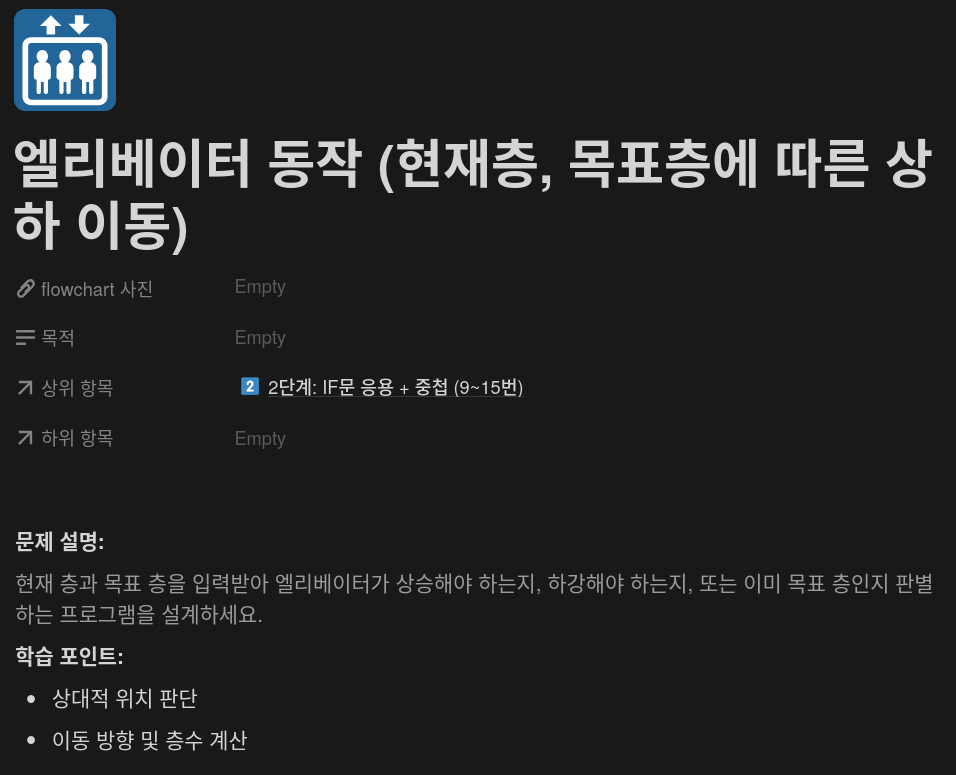 엘리베이터 동작 (현재층, 목표층에 따른 상
하 이동)
flowchart 사진 Empty
목적 Empty
상위 항목 2 2단계: IF문 응용 + 중첩 (9~15번)
하위 항목 Empty
문제 설명:
현재 층과 목표 층을 입력받아 엘리베이터가 상승해야 하는지, 하강해야 하는지, 또는 이미 목표 층인지 판별
하는 프로그램을 설계하세요.
학습 포인트:
• 상대적 위치 판단
• 이동 방향 및 층수 계산